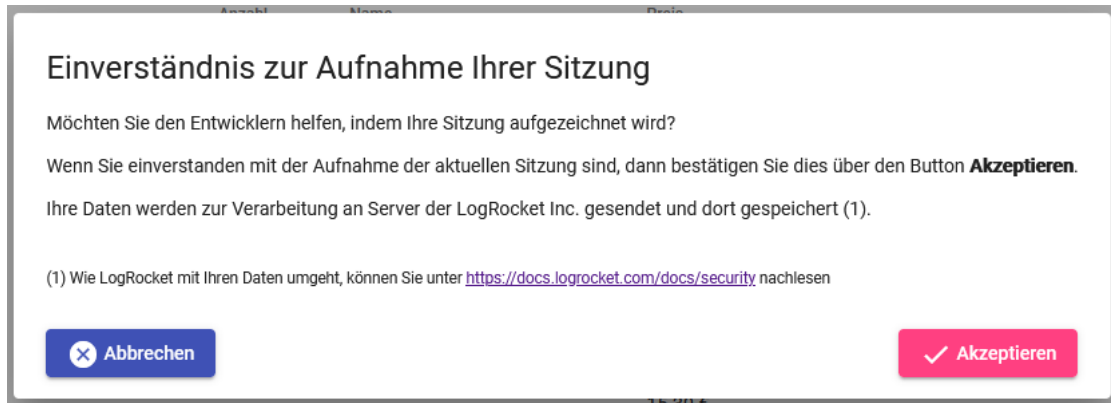 Anzahl Name Preis
Einverständnis zur Aufnahme Ihrer Sitzung
Möchten Sie den Entwicklern helfen, indem Ihre Sitzung aufgezeichnet wird?
Wenn Sie einverstanden mit der Aufnahme der aktuellen Sitzung sind, dann bestätigen Sie dies über den Button Akzeptieren.
Ihre Daten werden zur Verarbeitung an Server der LogRocket Inc. gesendet und dort gespeichert (1).
(1) Wie LogRocket mit Ihren Daten umgeht, können Sie unter https://docs.logrocket.com/docs/security nachlesen
Abbrechen Akzeptieren